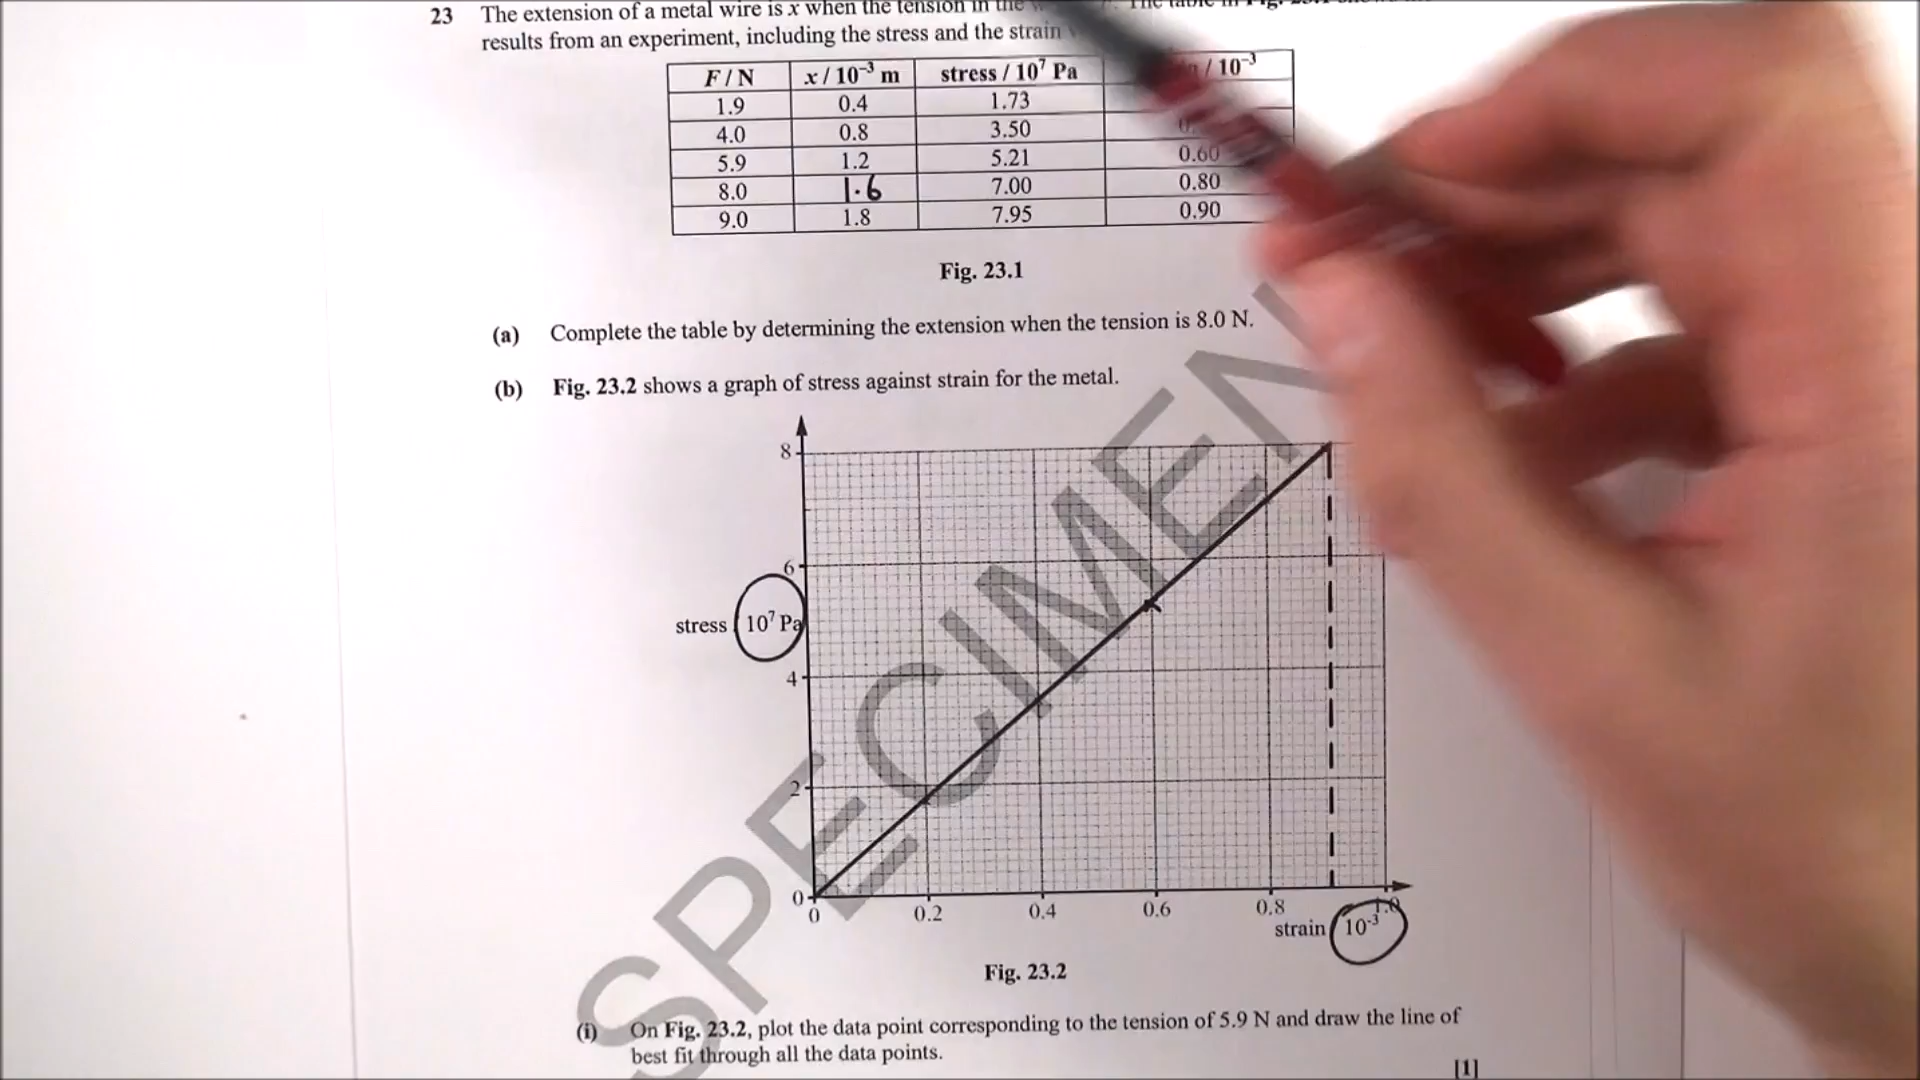 23 The extension of a metal wire is x when the tension in the
results from an experiment, including the stress and the strain
F / N x / 10⁻³ m stress / 10⁷ Pa / 10⁻³
1.9 0.4 1.73
4.0 0.8 3.50
5.9 1.2 5.21 0.60
8.0 1.6 7.00 0.80
9.0 1.8 7.95 0.90
Fig. 23.1
(a) Complete the table by determining the extension when the tension is 8.0 N.
(b) Fig. 23.2 shows a graph of stress against strain for the metal.
8
6
stress / 10⁷ Pa
4
2
0
0 0.2 0.4 0.6 0.8 1.0
strain / 10⁻³
SPECIMEN
Fig. 23.2
(i) On Fig. 23.2, plot the data point corresponding to the tension of 5.9 N and draw the line of
best fit through all the data points.
[1]